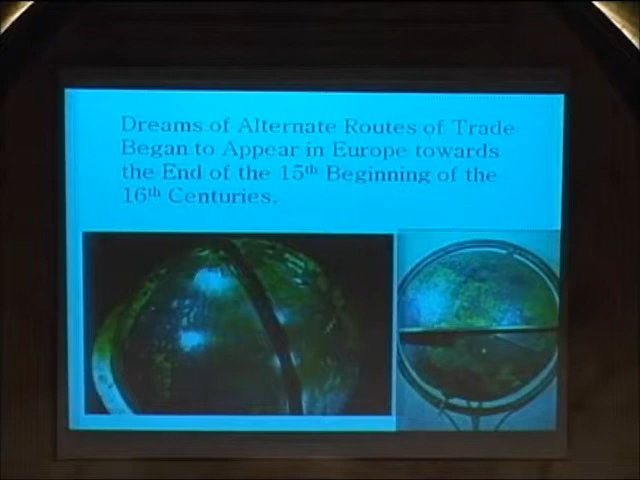 Dreams of Alternate Routes of Trade
Began to Appear in Europe towards
the End of the 15th Beginning of the
16th Centuries.